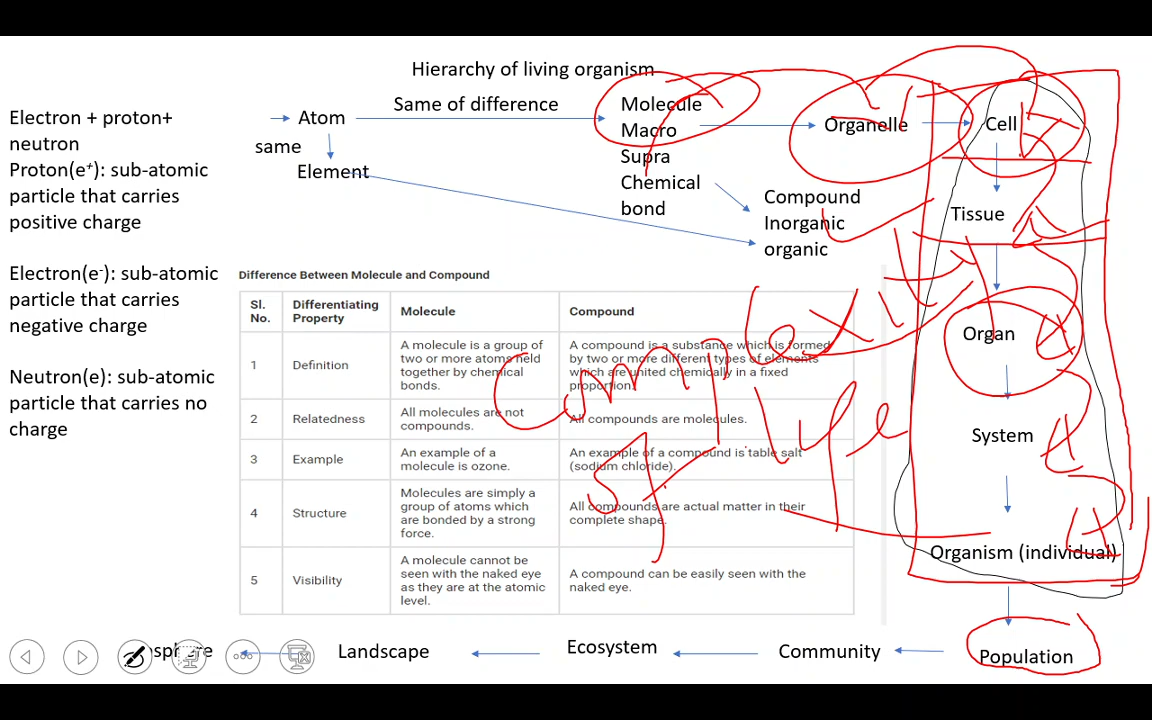 Hierarchy of living organism
Electron + proton+
neutron
Proton(e+): sub-atomic
particle that carries
positive charge
Electron(e-): sub-atomic
particle that carries
negative charge
Neutron(e): sub-atomic
particle that carries no
charge
Atom
same
Element
Same of difference
Molecule
Macro
Supra
Chemical
bond
Compound
Inorganic
organic
Organelle
Cell
Tissue
Organ
System
Organism (individual)
Population
Community
Ecosystem
Landscape
sphere
Difference Between Molecule and Compound
Sl. No. Differentiating Property Molecule Compound
1 Definition A molecule is a group of two or more atoms held together by chemical bonds. A compound is a substance which is formed by two or more different types of elements which are united chemically in a fixed proportion.
2 Relatedness All molecules are not compounds. All compounds are molecules.
3 Example An example of a molecule is ozone. An example of a compound is table salt (sodium chloride).
4 Structure Molecules are simply a group of atoms which are bonded by a strong force. All compounds are actual matter in their complete shape.
5 Visibility A molecule cannot be seen with the naked eye as they are at the atomic level. A compound can be easily seen with the naked eye.
Complexity
of life